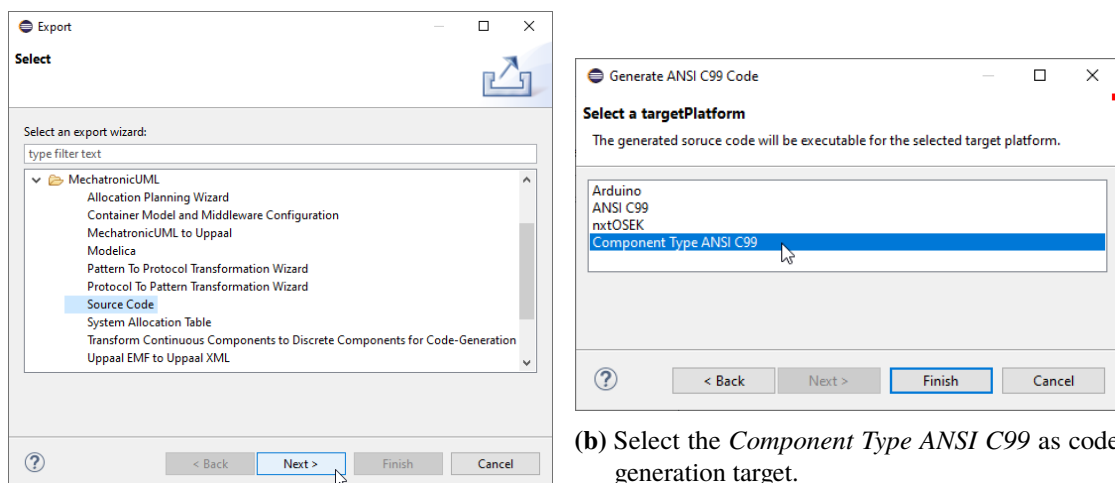 Export
Select
Select an export wizard:
type filter text
MechatronicUML
Allocation Planning Wizard
Container Model and Middleware Configuration
MechatronicUML to Uppaal
Modelica
Pattern To Protocol Transformation Wizard
Protocol To Pattern Transformation Wizard
Source Code
System Allocation Table
Transform Continuous Components to Discrete Components for Code-Generation
Uppaal EMF to Uppaal XML
< Back Next > Finish Cancel
Generate ANSI C99 Code
Select a targetPlatform
The generated soruce code will be executable for the selected target platform.
Arduino
ANSI C99
nxtOSEK
Component Type ANSI C99
< Back Next > Finish Cancel
(b) Select the Component Type ANSI C99 as code
generation target.